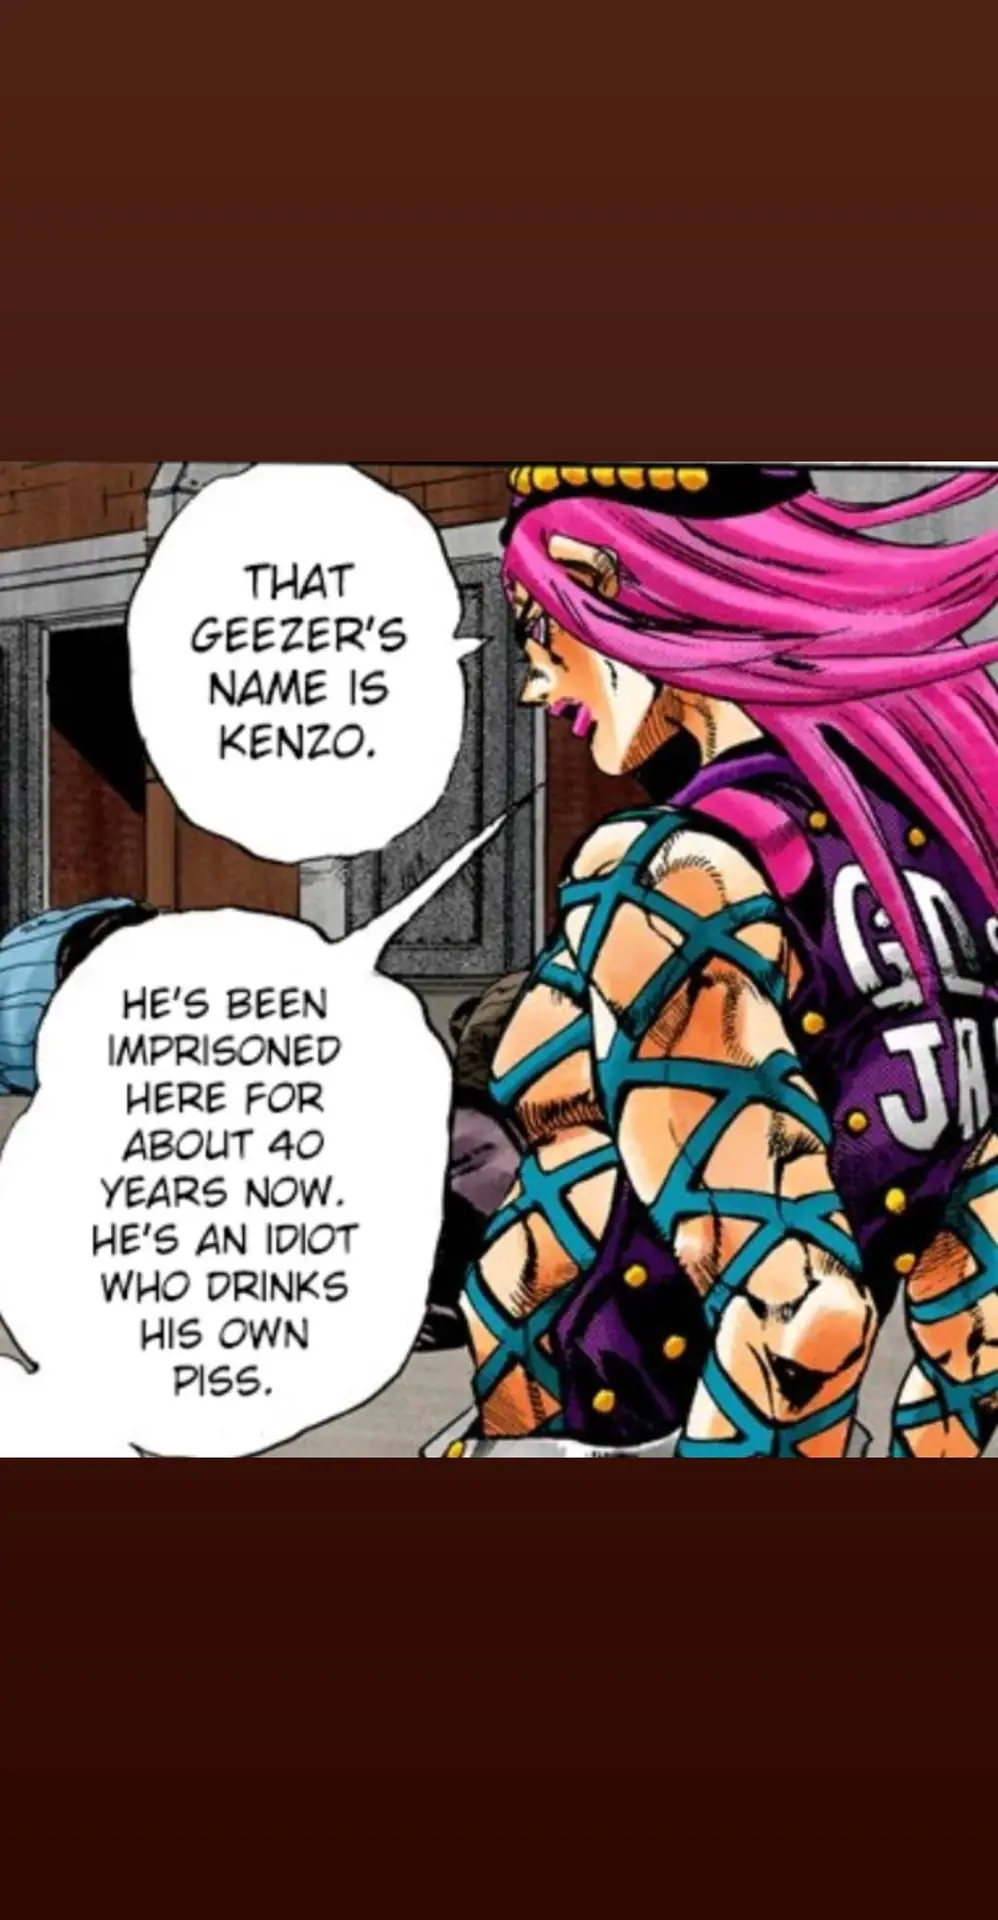 THAT
GEEZER'S
NAME IS
KENZO.
HE'S BEEN
IMPRISONED
HERE FOR
ABOUT 40
YEARS NOW.
HE'S AN IDIOT
WHO DRINKS
HIS OWN
PISS.